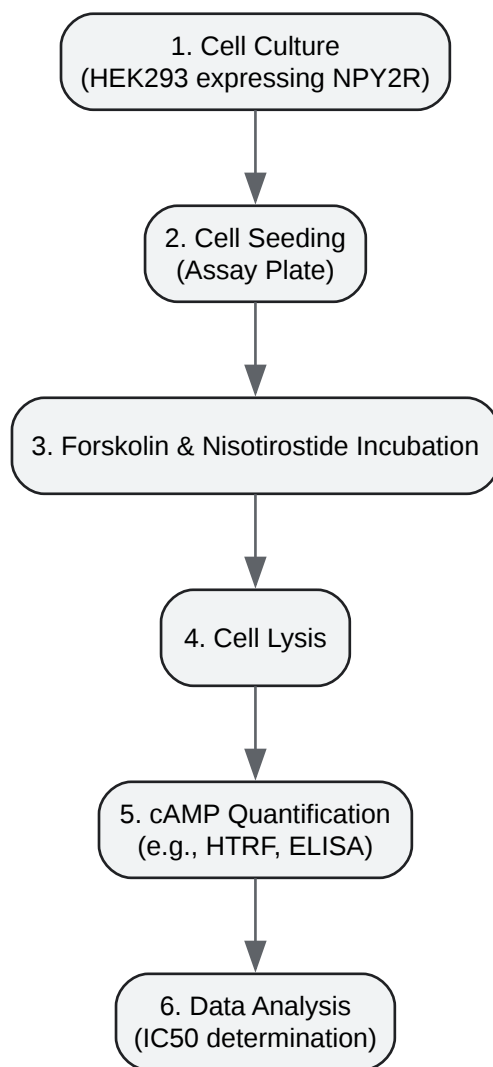 1. Cell Culture
(HEK293 expressing NPY2R)
2. Cell Seeding
(Assay Plate)
3. Forskolin & Nisotirostide Incubation
4. Cell Lysis
5. cAMP Quantification
(e.g., HTRF, ELISA)
6. Data Analysis
(IC50 determination)